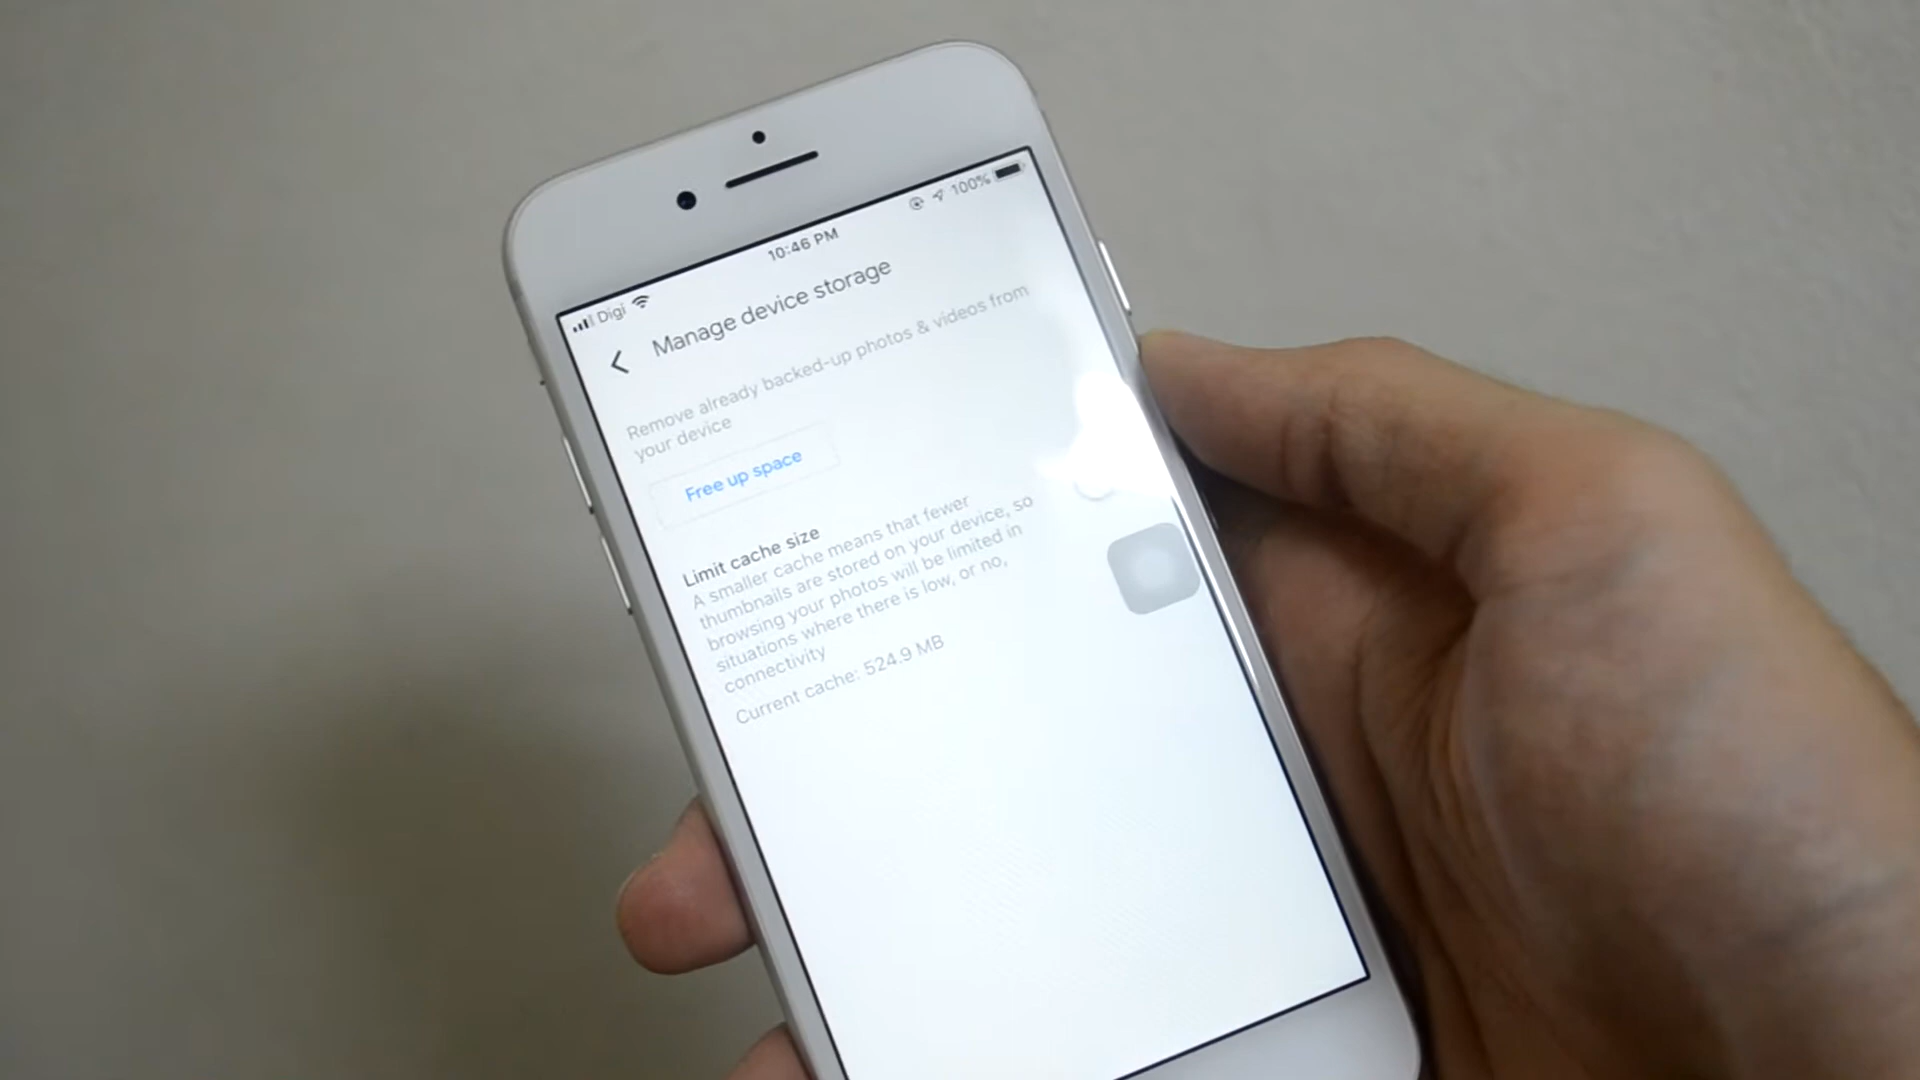 Digi
10:46 PM
100%
Manage device storage
Remove already backed-up photos & videos from
your device
Free up space
Limit cache size
A smaller cache means that fewer
thumbnails are stored on your device, so
browsing your photos will be limited in
situations where there is low, or no,
connectivity
Current cache: 524.9 MB